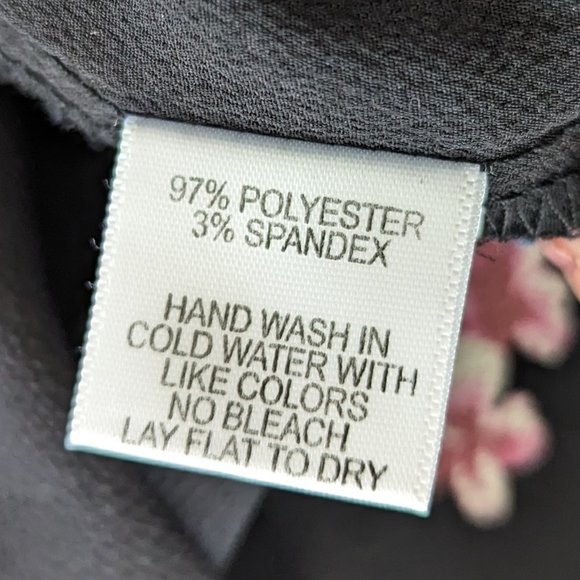 97% POLYESTER
3% SPANDEX
HAND WASH IN
COLD WATER WITH
LIKE COLORS
NO BLEACH
LAY FLAT TO DRY